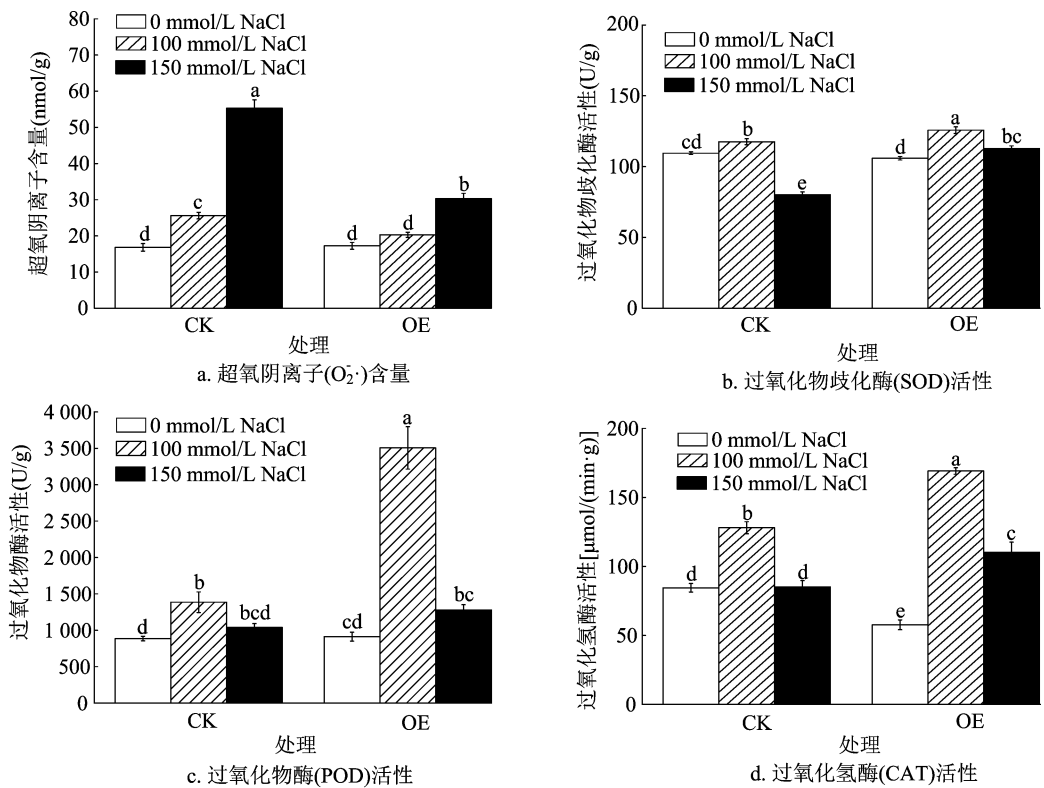 80
70
60
50
40
30
20
10
0
超氧阴离子含量(nmol/g)
0 mmol/L NaCl
100 mmol/L NaCl
150 mmol/L NaCl
d
c
a
d
d
b
CK
OE
处理
a. 超氧阴离子(O₂⁻·)含量
200
150
100
50
0
过氧化物歧化酶活性(U/g)
0 mmol/L NaCl
100 mmol/L NaCl
150 mmol/L NaCl
cd
b
e
d
a
bc
CK
OE
处理
b. 过氧化物歧化酶(SOD)活性
4 000
3 500
3 000
2 500
2 000
1 500
1 000
500
0
过氧化物酶活性(U/g)
0 mmol/L NaCl
100 mmol/L NaCl
150 mmol/L NaCl
d
b
bcd
cd
a
bc
CK
OE
处理
c. 过氧化物酶(POD)活性
200
150
100
50
0
过氧化氢酶活性[μmol/(min·g)]
0 mmol/L NaCl
100 mmol/L NaCl
150 mmol/L NaCl
d
b
d
e
a
c
CK
OE
处理
d. 过氧化氢酶(CAT)活性